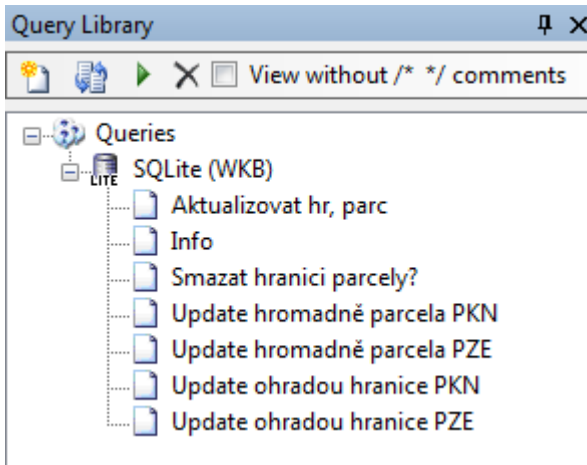 Query Library
View without /* */ comments
Queries
LITE SQLite (WKB)
Aktualizovat hr, parc
Info
Smazat hranici parcely?
Update hromadně parcela PKN
Update hromadně parcela PZE
Update ohradou hranice PKN
Update ohradou hranice PZE